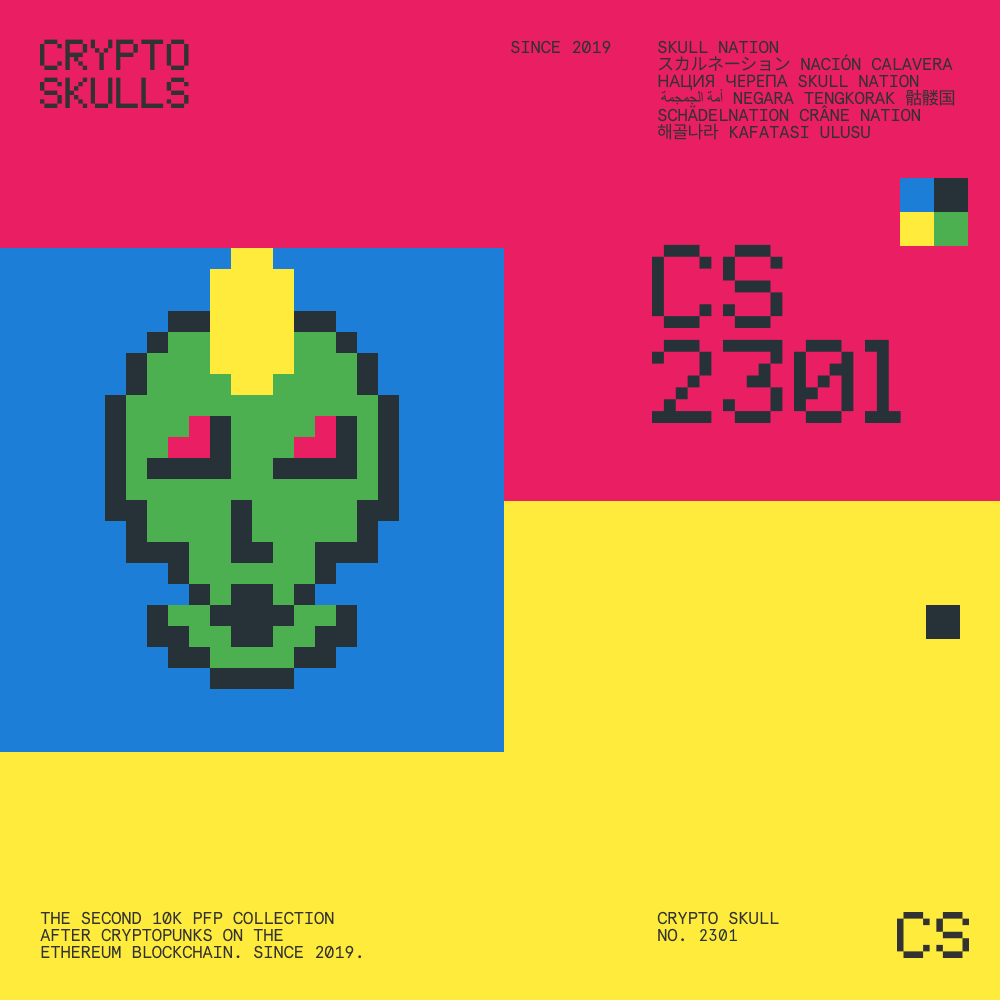 CRYPTO
SKULLS
SINCE 2019
SKULL NATION
スカルネーション NACIÓN CALAVERA
НАЦИЯ ЧЕРЕПА SKULL NATION
أمة الجمجمة NEGARA TENGKORAK 骷髅国
SCHÄDELNATION CRÂNE NATION
해골나라 KAFATASI ULUSU
CS
2301
THE SECOND 10K PFP COLLECTION
AFTER CRYPTOPUNKS ON THE
ETHEREUM BLOCKCHAIN. SINCE 2019.
CRYPTO SKULL
NO. 2301
CS